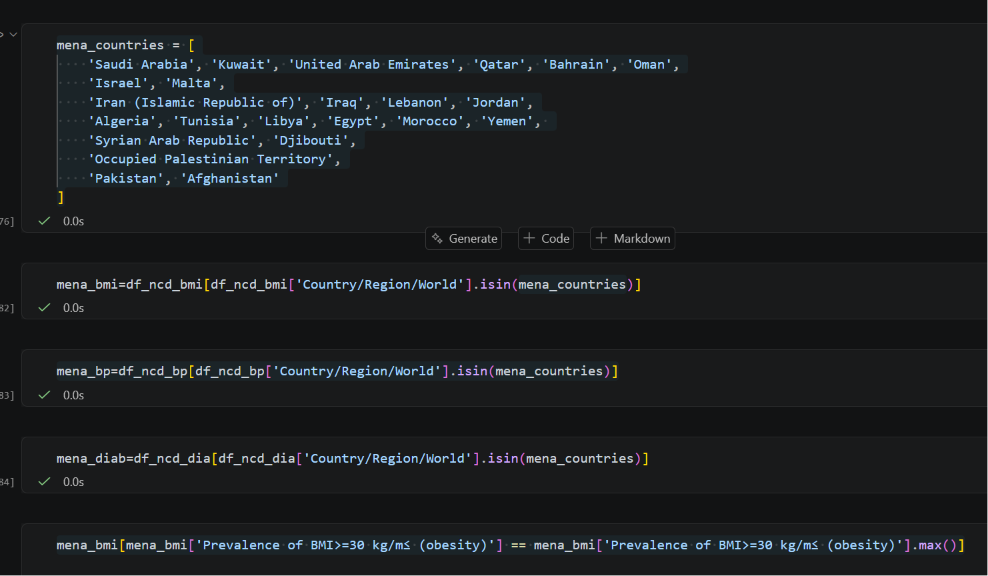 mena_countries = [
'Saudi Arabia', 'Kuwait', 'United Arab Emirates', 'Qatar', 'Bahrain', 'Oman',
'Israel', 'Malta',
'Iran (Islamic Republic of)', 'Iraq', 'Lebanon', 'Jordan',
'Algeria', 'Tunisia', 'Libya', 'Egypt', 'Morocco', 'Yemen',
'Syrian Arab Republic', 'Djibouti',
'Occupied Palestinian Territory',
'Pakistan', 'Afghanistan'
]
76] 0.0s
Generate Code Markdown
mena_bmi=df_ncd_bmi[df_ncd_bmi['Country/Region/World'].isin(mena_countries)]
82] 0.0s
mena_bp=df_ncd_bp[df_ncd_bp['Country/Region/World'].isin(mena_countries)]
83] 0.0s
mena_diab=df_ncd_dia[df_ncd_dia['Country/Region/World'].isin(mena_countries)]
84] 0.0s
mena_bmi[mena_bmi['Prevalence of BMI>=30 kg/m≤ (obesity)'] == mena_bmi['Prevalence of BMI>=30 kg/m≤ (obesity)'].max()]